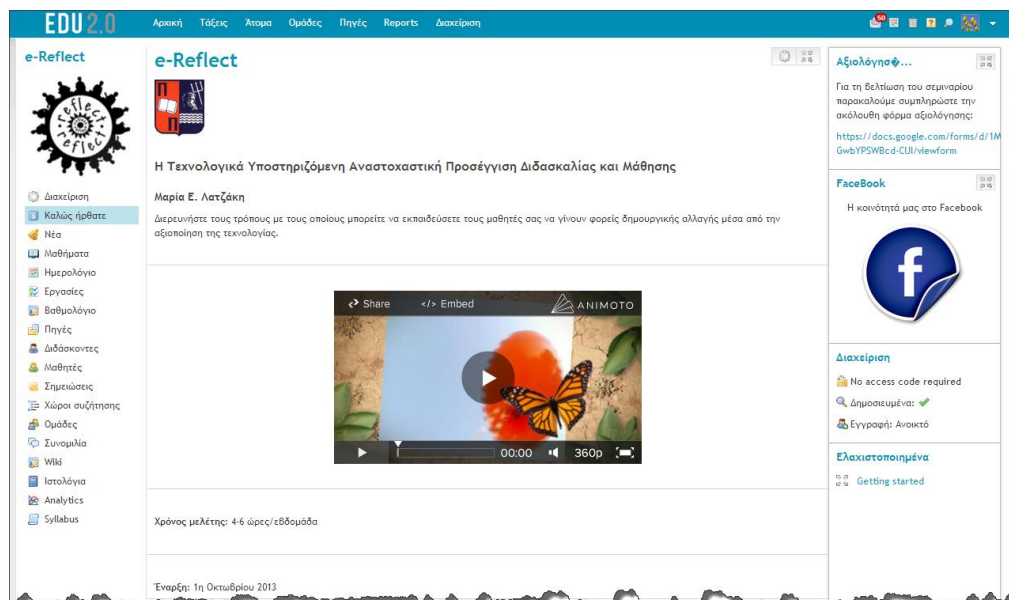 EDU 2.0
Αρχική Τάξεις Άτομα Ομάδες Πηγές Reports Διαχείριση
50
e-Reflect
reflect
reflect
Διαχείριση
Καλώς ήρθατε
Νέα
Μαθήματα
Ημερολόγιο
Εργασίες
Βαθμολόγιο
Πηγές
Διδάσκοντες
Μαθητές
Σημειώσεις
Χώροι συζήτησης
Ομάδες
Συνομιλία
Wiki
Ιστολόγια
Analytics
Syllabus
e-Reflect
Π
Π
Η Τεχνολογικά Υποστηριζόμενη Αναστοχαστική Προσέγγιση Διδασκαλίας και Μάθησης
Μαρία Ε. Λατζάκη
Διερευνήστε τους τρόπους με τους οποίους μπορείτε να εκπαιδεύσετε τους μαθητές σας να γίνουν φορείς δημιουργικής αλλαγής μέσα από την
αξιοποίηση της τεχνολογίας.
Share </> Embed ANIMOTO
00:00 360p
Χρόνος μελέτης: 4-6 ώρες/εβδομάδα
Έναρξη: 1η Οκτωβρίου 2013
Αξιολόγησ�...
Για τη βελτίωση του σεμιναρίου
παρακαλούμε συμπληρώστε την
ακόλουθη φόρμα αξιολόγησης:
https://docs.google.com/forms/d/1M
GwbYPSWBcd-CUI/viewform
FaceBook
Η κοινότητά μας στο Facebook
f
Διαχείριση
No access code required
Δημοσιευμένα:
Εγγραφή: Ανοικτό
Ελαχιστοποιημένα
Getting started